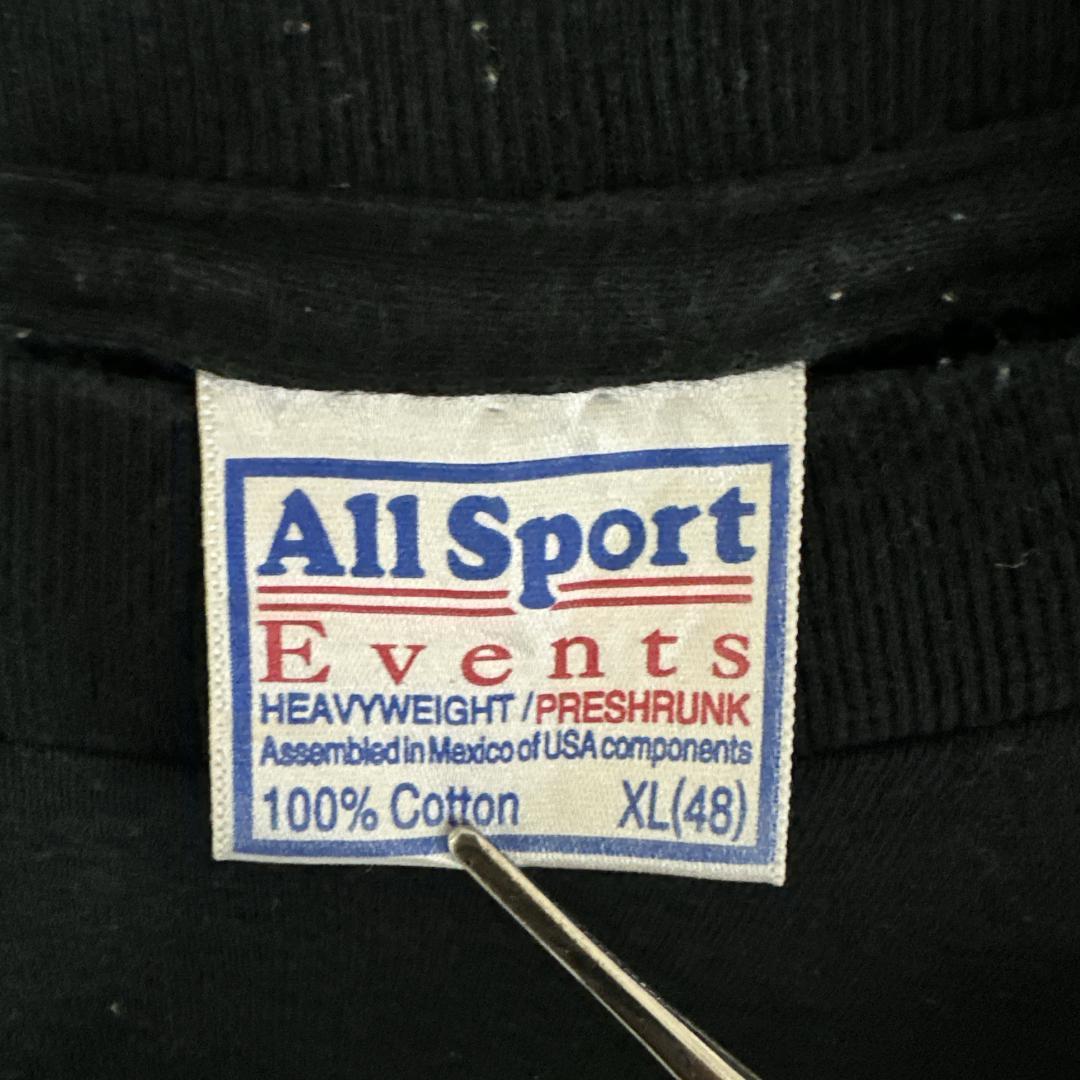 All Sport
Events
HEAVYWEIGHT / PRESHRUNK
Assembled in Mexico of USA components
100% Cotton XL(48)